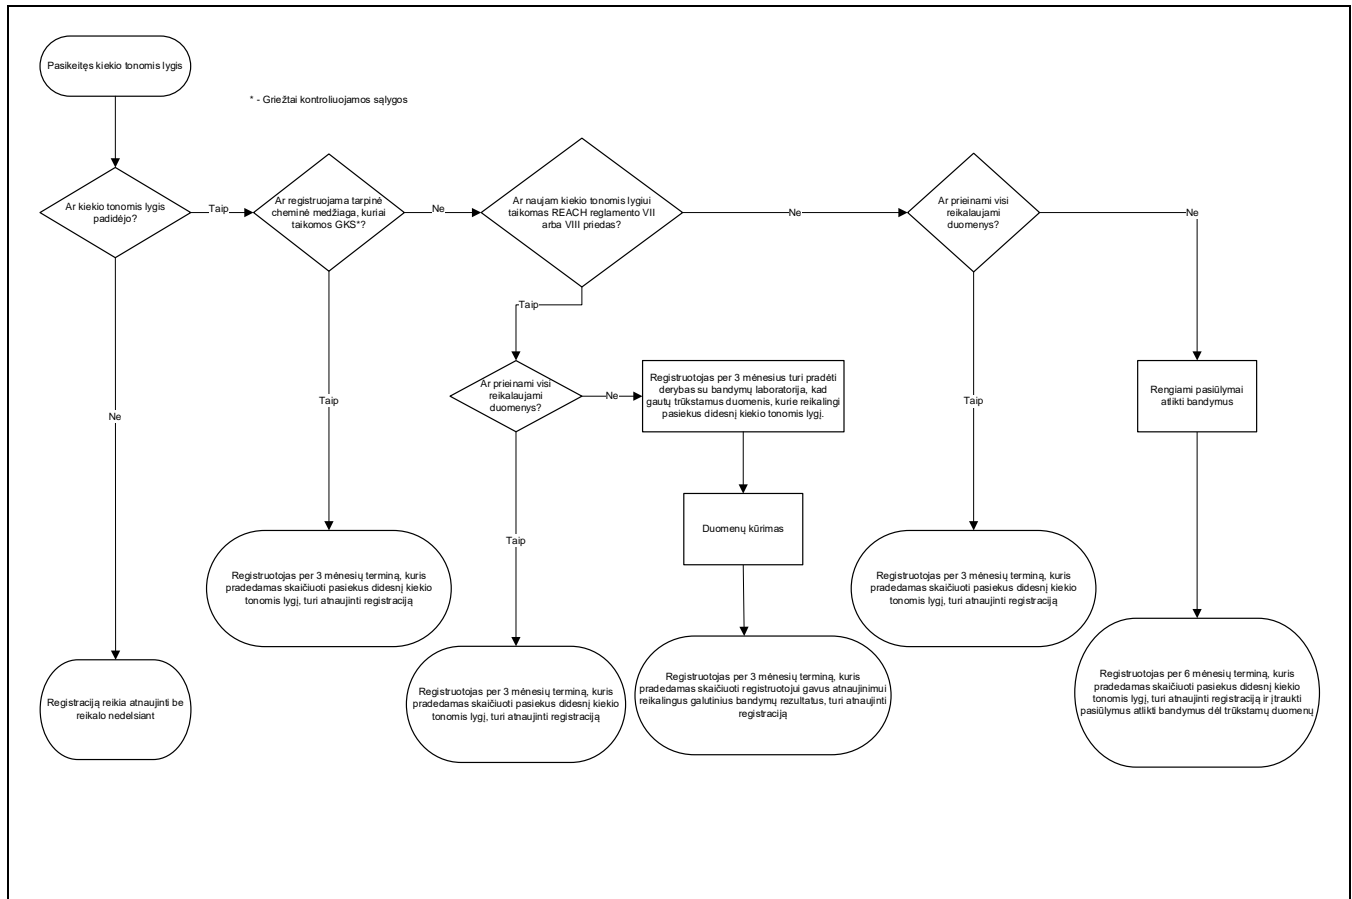 Pasikeitęs kiekio tonomis lygis
* - Griežtai kontroliuojamos sąlygos
Ar kiekio tonomis lygis
padidėjo?
Taip
Ar registruojama tarpinė
cheminė medžiaga, kuriai
taikomos GKS*?
Ne
Ar naujam kiekio tonomis lygiui
taikomas REACH reglamento VII
arba VIII priedas?
Ne
Ar prieinami visi
reikalaujami
duomenys?
Ne
Taip
Ar prieinami visi
reikalaujami
duomenys?
Ne
Registruotojas per 3 mėnesius turi pradėti
derybas su bandymų laboratorija, kad
gautų trūkstamus duomenis, kurie reikalingi
pasiekus didesnį kiekio tonomis lygį.
Rengiami pasiūlymai
atlikti bandymus
Ne
Taip
Taip
Taip
Duomenų kūrimas
Registruotojas per 3 mėnesių terminą, kuris
pradedamas skaičiuoti pasiekus didesnį kiekio
tonomis lygį, turi atnaujinti registraciją
Registruotojas per 3 mėnesių terminą, kuris
pradedamas skaičiuoti pasiekus didesnį kiekio
tonomis lygį, turi atnaujinti registraciją
Registraciją reikia atnaujinti be
reikalo nedelsiant
Registruotojas per 3 mėnesių terminą, kuris
pradedamas skaičiuoti pasiekus didesnį kiekio
tonomis lygį, turi atnaujinti registraciją
Registruotojas per 3 mėnesių terminą, kuris
pradedamas skaičiuoti registruotojui gavus atnaujinimui
reikalingus galutinius bandymų rezultatus, turi atnaujinti
registraciją
Registruotojas per 6 mėnesių terminą, kuris
pradedamas skaičiuoti pasiekus didesnį kiekio
tonomis lygį, turi atnaujinti registraciją ir įtraukti
pasiūlymus atlikti bandymus dėl trūkstamų duomenų